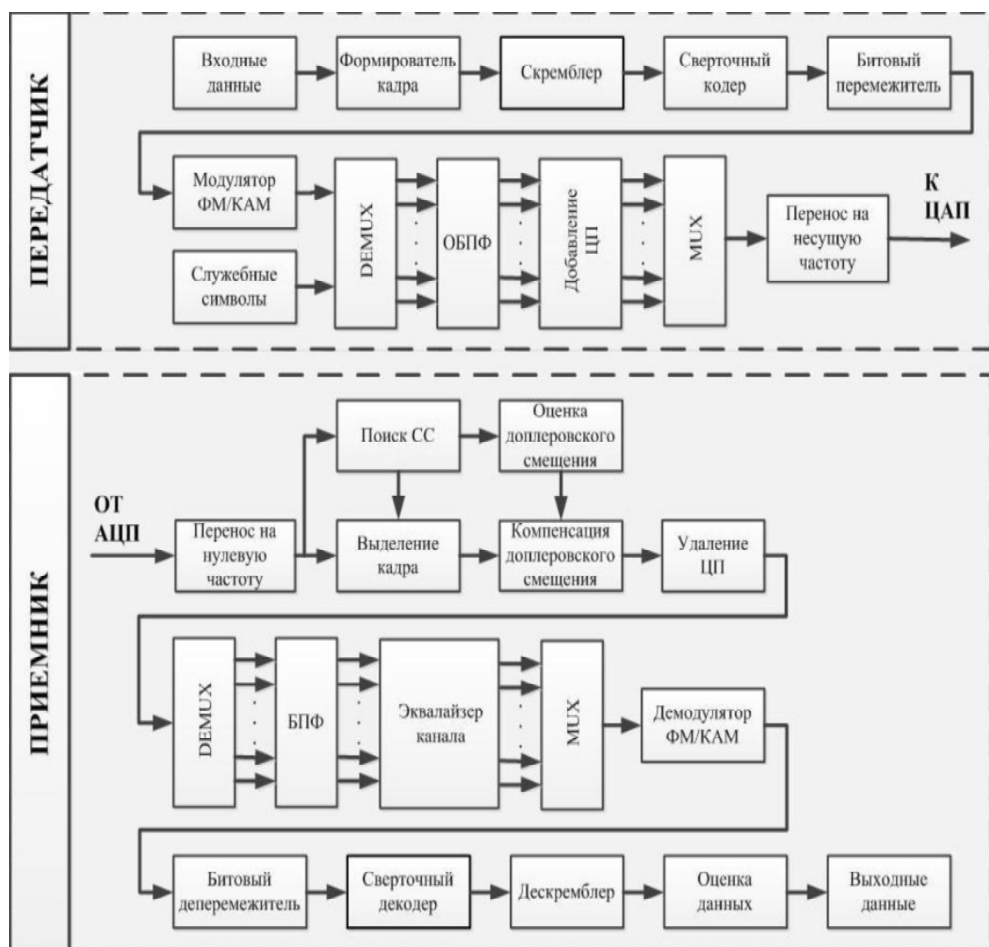 ПЕРЕДАТЧИК
Входные
данные
Формирователь
кадра
Скремблер
Сверточный
кодер
Битовый
перемежитель
Модулятор
ФМ/КАМ
Служебные
символы
DEMUX
ОБПФ
Добавление
ЦП
MUX
Перенос на
несущую
частоту
К
ЦАП
ПРИЕМНИК
Поиск СС
Оценка
доплеровского
смещения
ОТ
АЦП
Перенос на
нулевую
частоту
Выделение
кадра
Компенсация
доплеровского
смещения
Удаление
ЦП
DEMUX
БПФ
Эквалайзер
канала
MUX
Демодулятор
ФМ/КАМ
Битовый
деперемежитель
Сверточный
декодер
Дескремблер
Оценка
данных
Выходные
данные